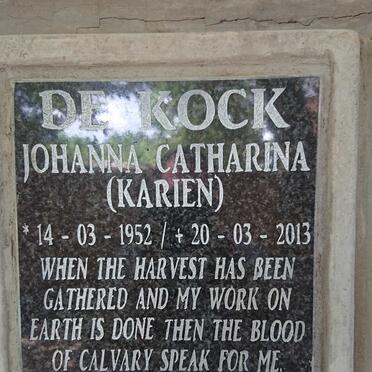 DE KOCK
JOHANNA CATHARINA
(KARIEN)
* 14 - 03 - 1952 / + 20 - 03 - 2013
WHEN THE HARVEST HAS BEEN
GATHERED AND MY WORK ON
EARTH IS DONE THEN THE BLOOD
OF CALVARY SPEAK FOR ME.